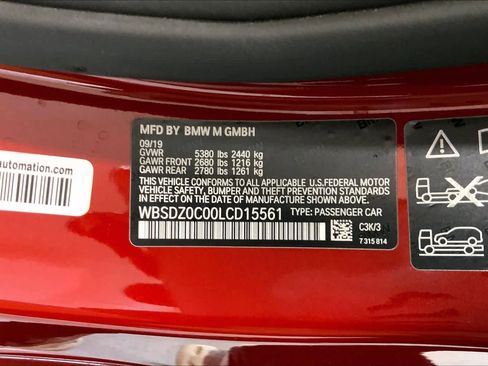 MFD BY BMW M GMBH
09/19
GVWR 5380 lbs 2440 kg
GAWR FRONT 2680 lbs 1216 kg
GAWR REAR 2780 lbs 1261 kg
THIS VEHICLE CONFORMS TO ALL APPLICABLE U.S. FEDERAL MOTOR
VEHICLE SAFETY, BUMPER, AND THEFT PREVENTION
STANDARDS IN EFFECT ON THE DATE OF MANUFACTURE SHOWN ABOVE.
WBSDZ0C00LCD15561 TYPE: PASSENGER CAR
C3K/3
7 315 814
automation.com